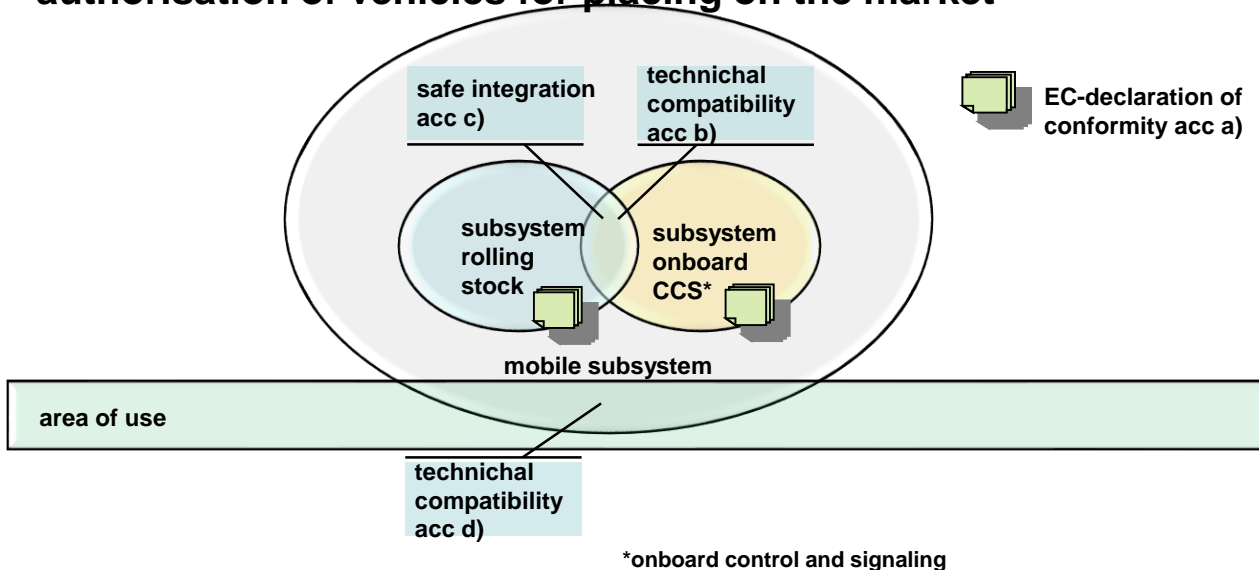 authorisation of vehicles for placing on the market
safe integration
acc c)
technichal
compatibility
acc b)
EC-declaration of
conformity acc a)
subsystem
rolling
stock
subsystem
onboard
CCS*
mobile subsystem
area of use
technichal
compatibility
acc d)
*onboard control and signaling